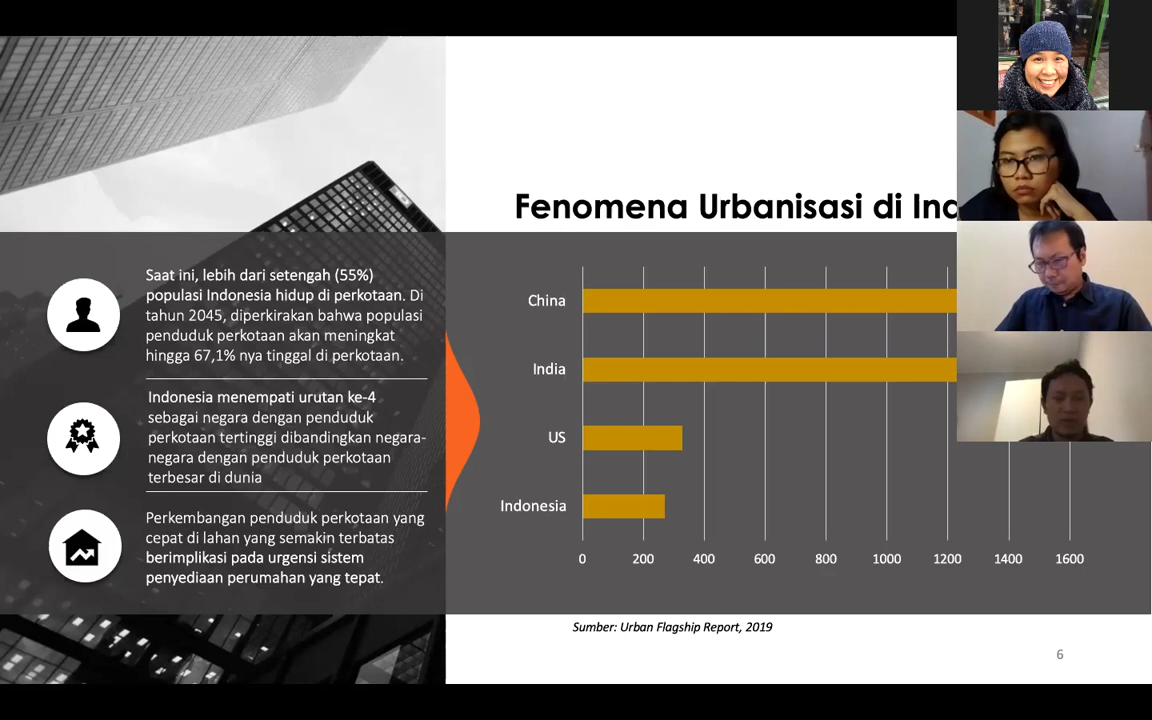 Fenomena Urbanisasi di
Saat ini, lebih dari setengah (55%)
populasi Indonesia hidup di perkotaan. Di
tahun 2045, diperkirakan bahwa populasi
penduduk perkotaan akan meningkat
hingga 67,1% nya tinggal di perkotaan.
Indonesia menempati urutan ke-4
sebagai negara dengan penduduk
perkotaan tertinggi dibandingkan negara-
negara dengan penduduk perkotaan
terbesar di dunia
Perkembangan penduduk perkotaan yang
cepat di lahan yang semakin terbatas
berimplikasi pada urgensi sistem
penyediaan perumahan yang tepat.
China
India
US
Indonesia
0 200 400 600 800 1000 1200 1400 1600
Sumber: Urban Flagship Report, 2019
6